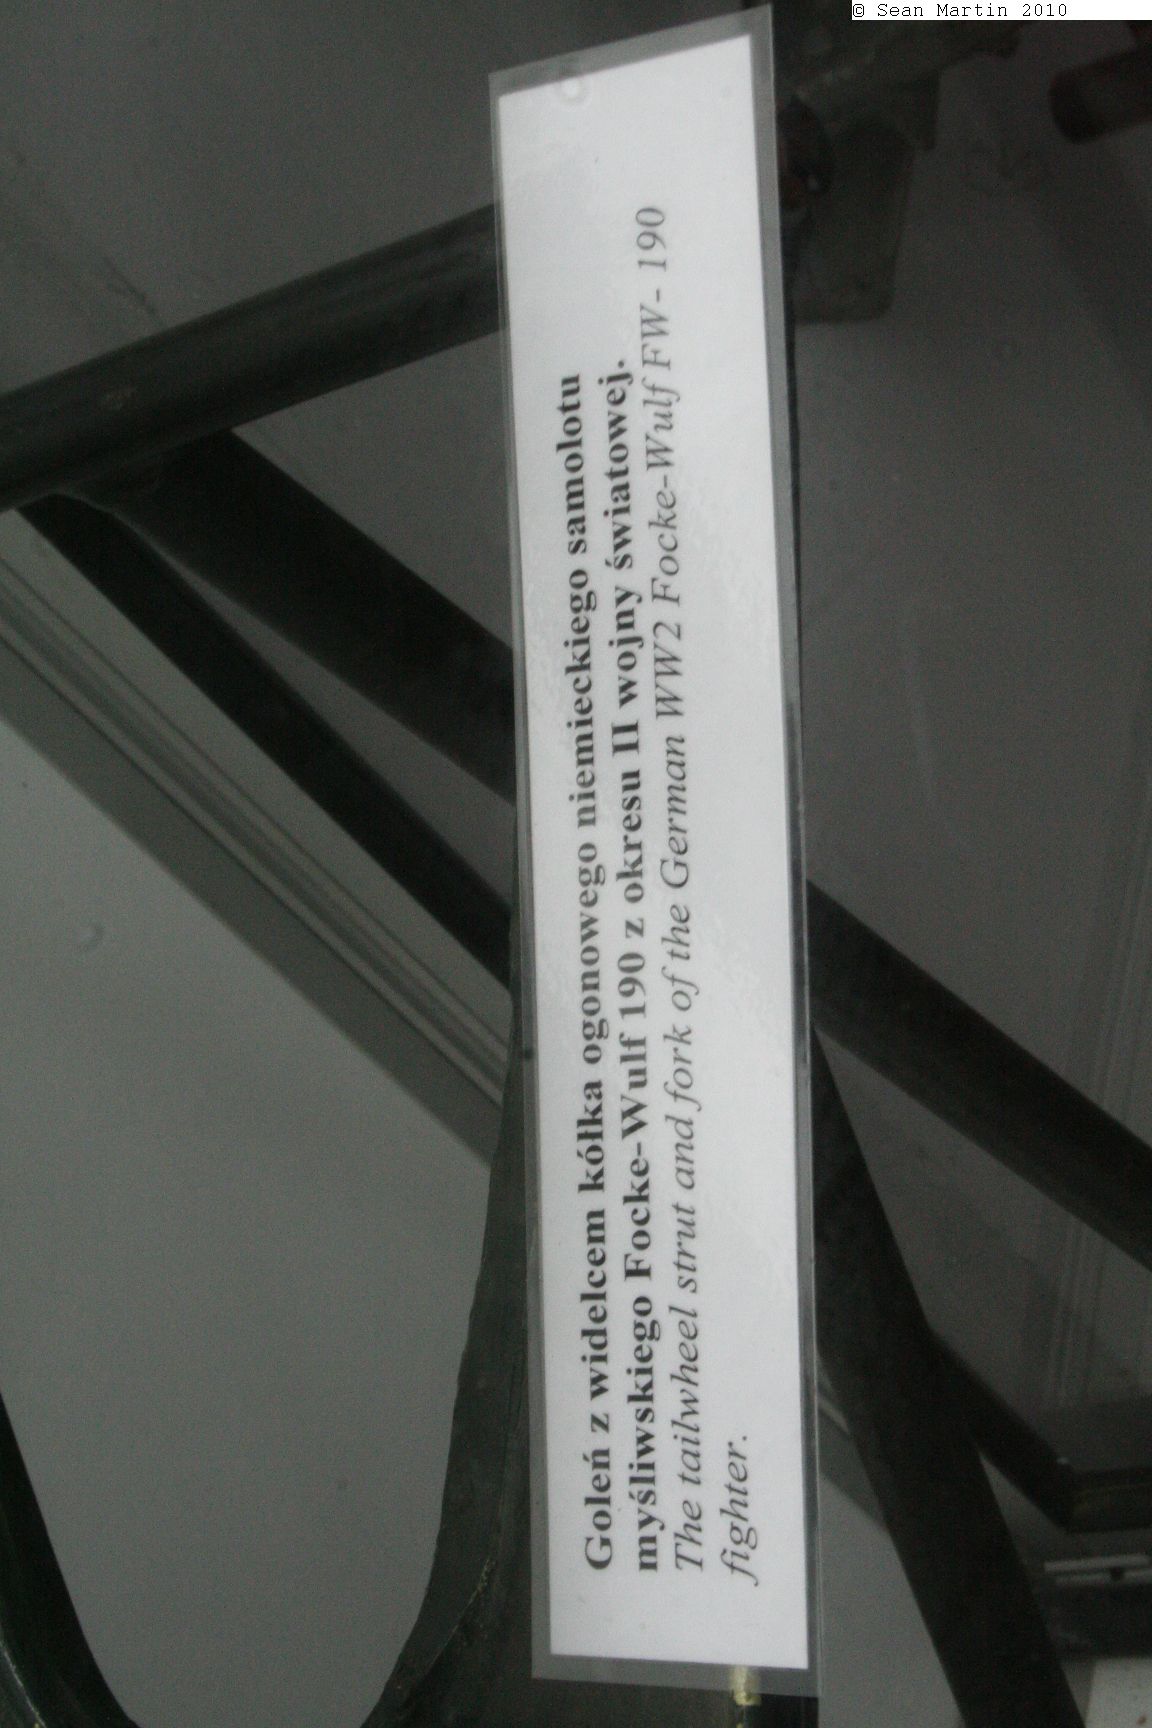 © Sean Martin 2010
Goleń z widelcem kółka ogonowego niemieckiego samolotu
myśliwskiego Focke-Wulf 190 z okresu II wojny światowej.
The tailwheel strut and fork of the German WW2 Focke-Wulf FW- 190
fighter.